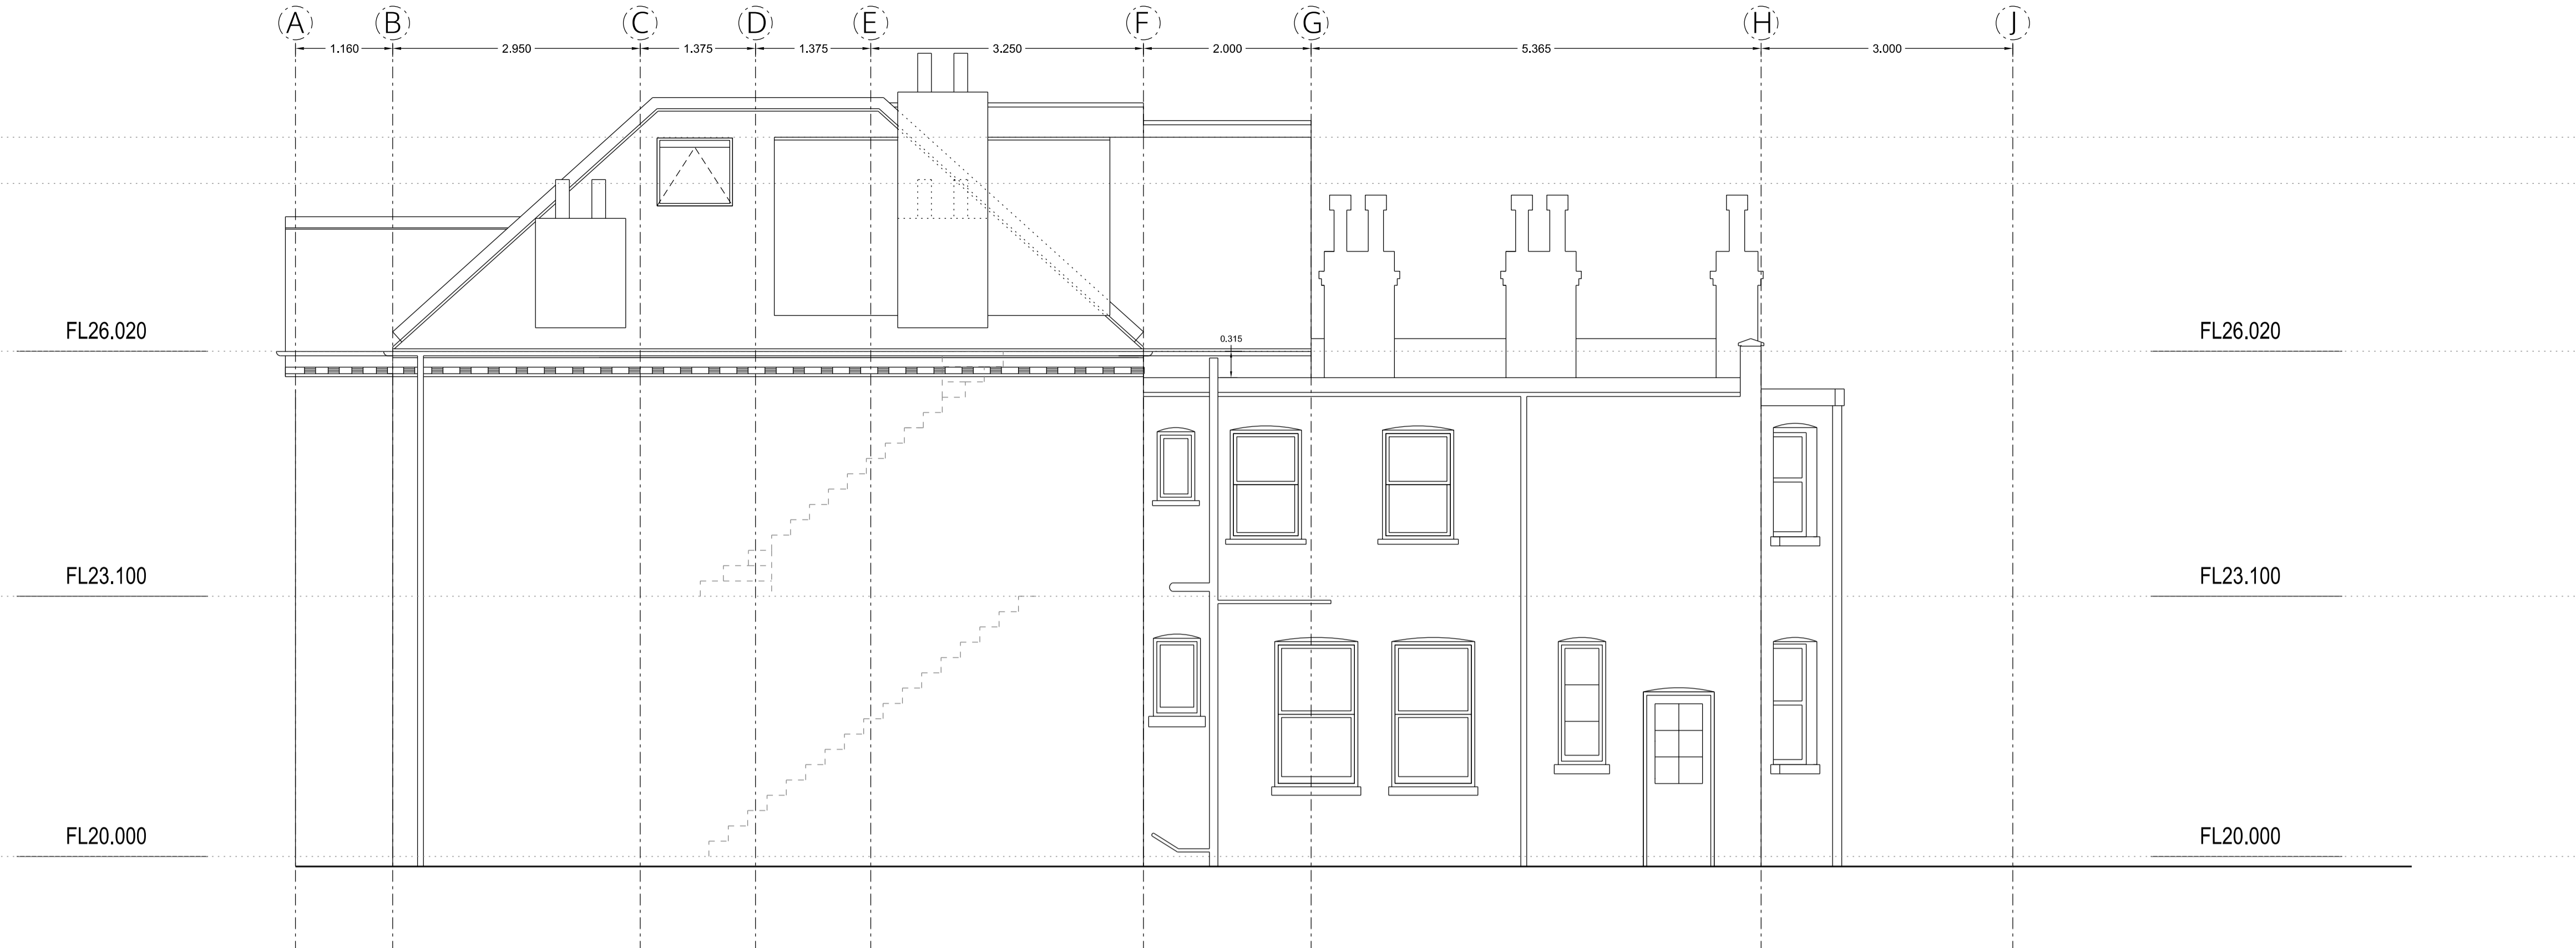 A B C D E F G H J
1.160 2.950 1.375 1.375 3.250 2.000 5.365 3.000
FL26.020 0.315 FL26.020
FL23.100 FL23.100
FL20.000 FL20.000